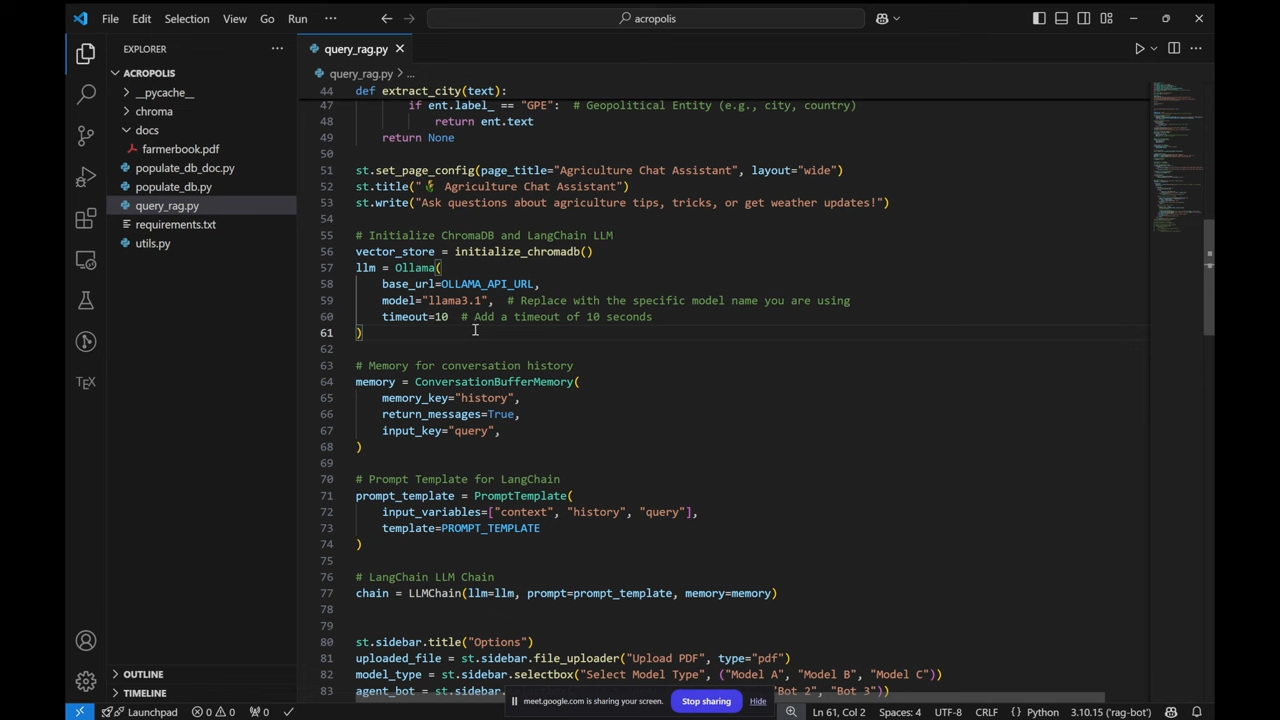 File Edit Selection View Go Run ··· acropolis
EXPLORER ···
query_rag.py
query_rag.py > ...
ACROPOLIS
__pycache__
chroma
docs
farmerbook.pdf
populate_db_doc.py
populate_db.py
query_rag.py
requirements.txt
utils.py
OUTLINE
TIMELINE
44 def extract_city(text):
47 if ent.label_ == "GPE":  # Geopolitical Entity (e.g., city, country)
48 return ent.text
49 return None
50
51 st.set_page_config(page_title="Agriculture Chat Assistant", layout="wide")
52 st.title("🌾 Agriculture Chat Assistant")
53 st.write("Ask questions about agriculture tips, tricks, or get weather updates!")
54
55 # Initialize ChromaDB and LangChain LLM
56 vector_store = initialize_chromadb()
57 llm = Ollama(
58 base_url=OLLAMA_API_URL,
59 model="llama3.1",  # Replace with the specific model name you are using
60 timeout=10  # Add a timeout of 10 seconds
61 )
62
63 # Memory for conversation history
64 memory = ConversationBufferMemory(
65 memory_key="history",
66 return_messages=True,
67 input_key="query",
68 )
69
70 # Prompt Template for LangChain
71 prompt_template = PromptTemplate(
72 input_variables=["context", "history", "query"],
73 template=PROMPT_TEMPLATE
74 )
75
76 # LangChain LLM Chain
77 chain = LLMChain(llm=llm, prompt=prompt_template, memory=memory)
78
79
80 st.sidebar.title("Options")
81 uploaded_file = st.sidebar.file_uploader("Upload PDF", type="pdf")
82 model_type = st.sidebar.selectbox("Select Model Type", ("Model A", "Model B", "Model C"))
83 agent_bot = st.sidebar. "Bot 2", "Bot 3"))
TEX
meet.google.com is sharing your screen. Stop sharing Hide
Launchpad 0 0 0 Ln 61, Col 2 Spaces: 4 UTF-8 CRLF {} Python 3.10.15 ('rag-bot')